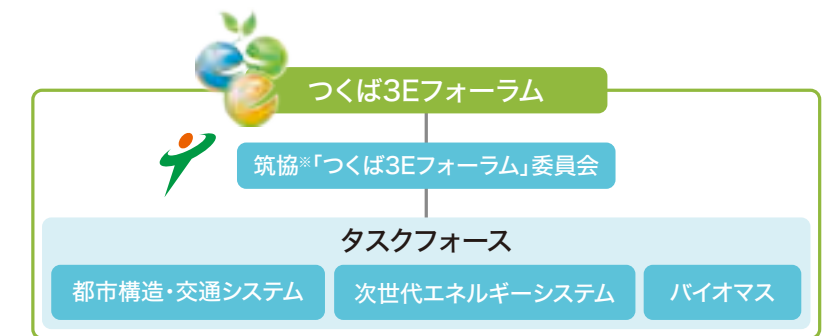 つくば3Eフォーラム
筑協※「つくば3Eフォーラム」委員会
タスクフォース
都市構造・交通システム
次世代エネルギーシステム
バイオマス